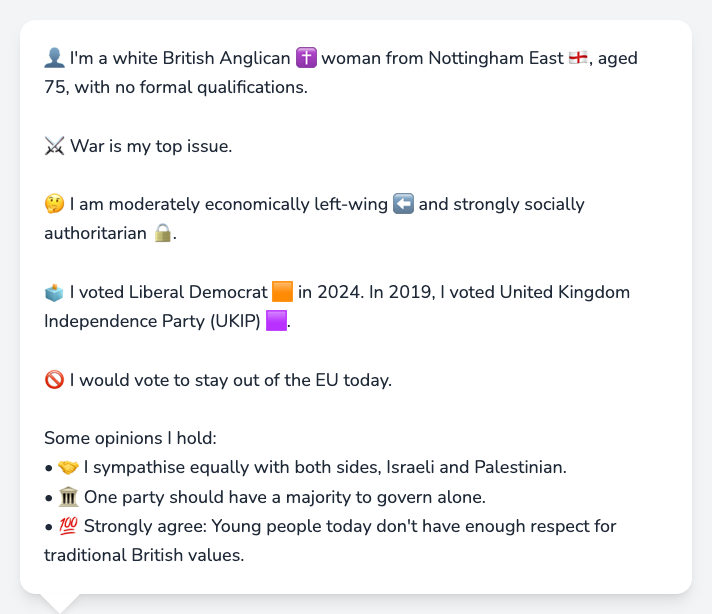 👤 I'm a white British Anglican ✝️ woman from Nottingham East 🏴󠁧󠁢󠁥󠁮󠁧󠁿, aged
75, with no formal qualifications.
⚔️ War is my top issue.
🤔 I am moderately economically left-wing ⬅️ and strongly socially
authoritarian 🔒.
🗳️ I voted Liberal Democrat 🟧 in 2024. In 2019, I voted United Kingdom
Independence Party (UKIP) 🟪.
🚫 I would vote to stay out of the EU today.
Some opinions I hold:
• 🤝 I sympathise equally with both sides, Israeli and Palestinian.
• 🏛️ One party should have a majority to govern alone.
• 💯 Strongly agree: Young people today don't have enough respect for
traditional British values.